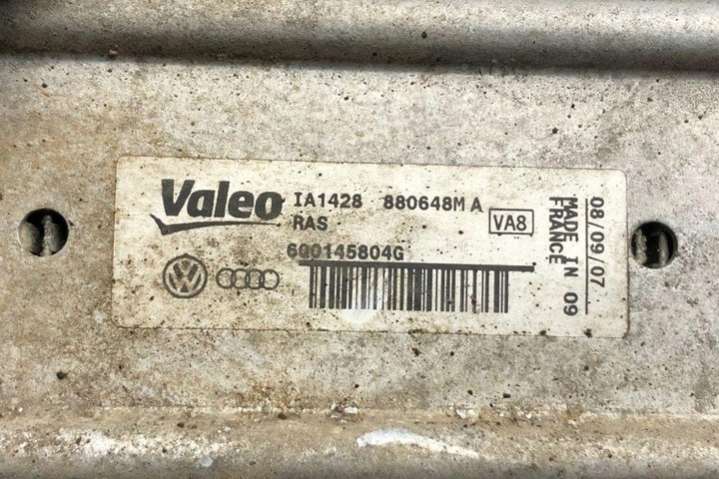 Valeo IA1428 880648M A
RAS VA8
6Q0145804G
08/09/07
MADE IN 09
FRANCE